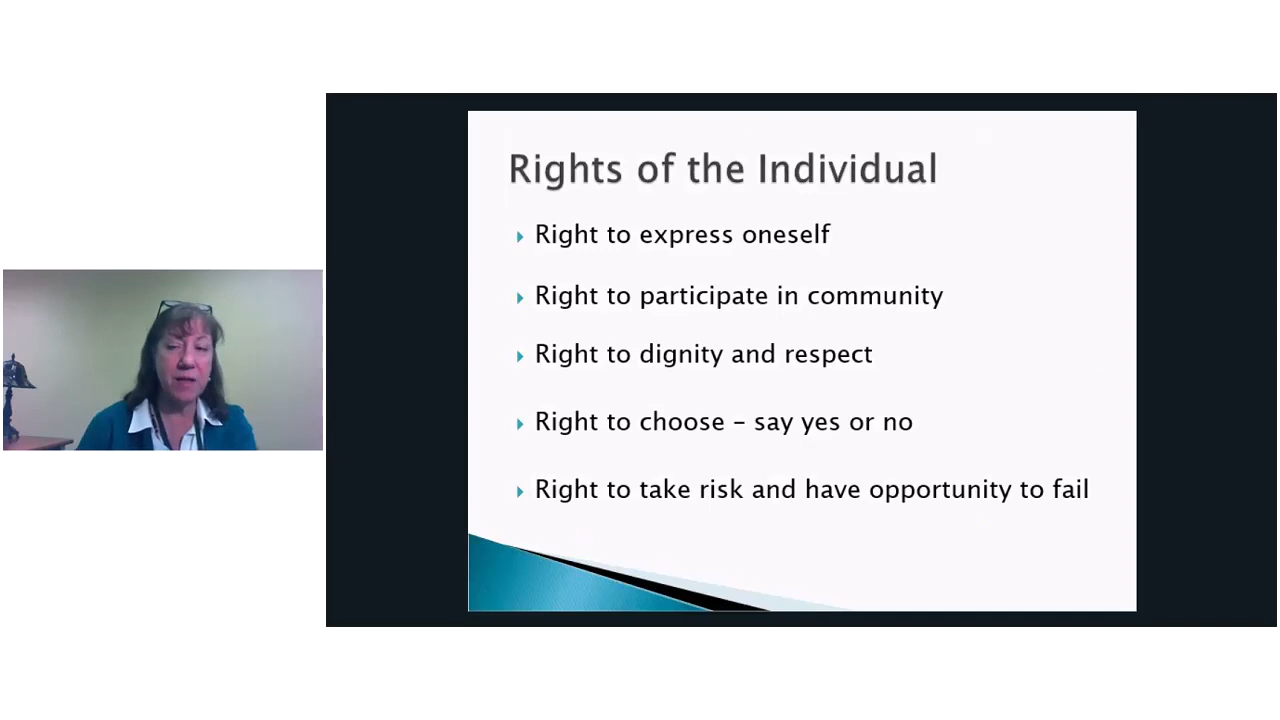 Rights of the Individual
Right to express oneself
Right to participate in community
Right to dignity and respect
Right to choose – say yes or no
Right to take risk and have opportunity to fail